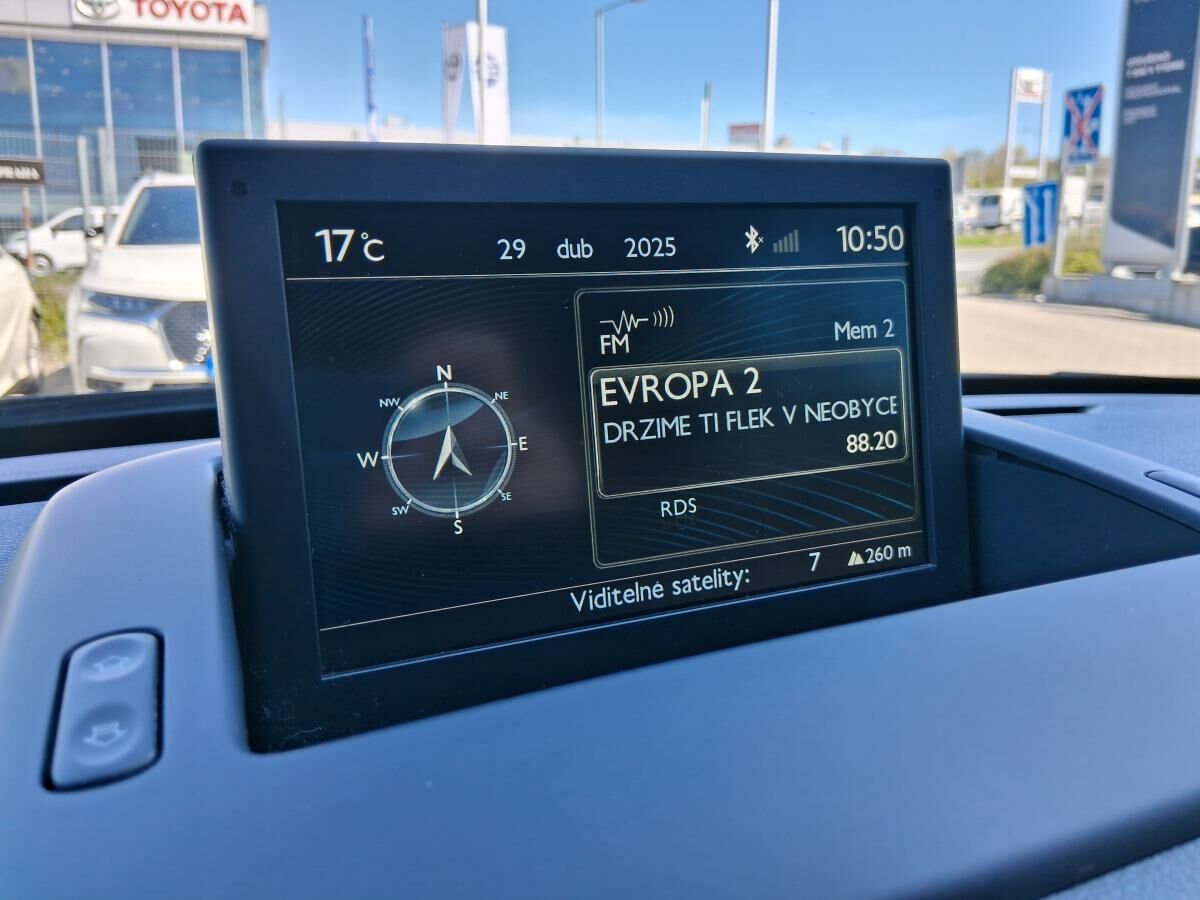 TOYOTA
PRAHA
17°C 29 dub 2025 10:50
FM Mem 2
EVROPA 2
DRZIME TI FLEK V NEOBYCE
88.20
RDS
N
NW NE
W E
SW SE
S
Viditelné satelity: 7 260 m